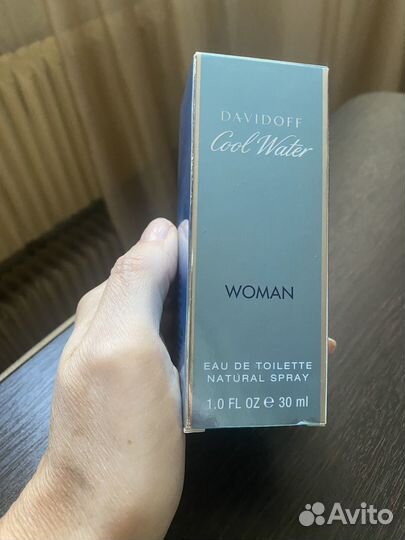 DAVIDOFF
Cool Water
WOMAN
EAU DE TOILETTE
NATURAL SPRAY
1.0 FL OZ e 30 ml
Avito